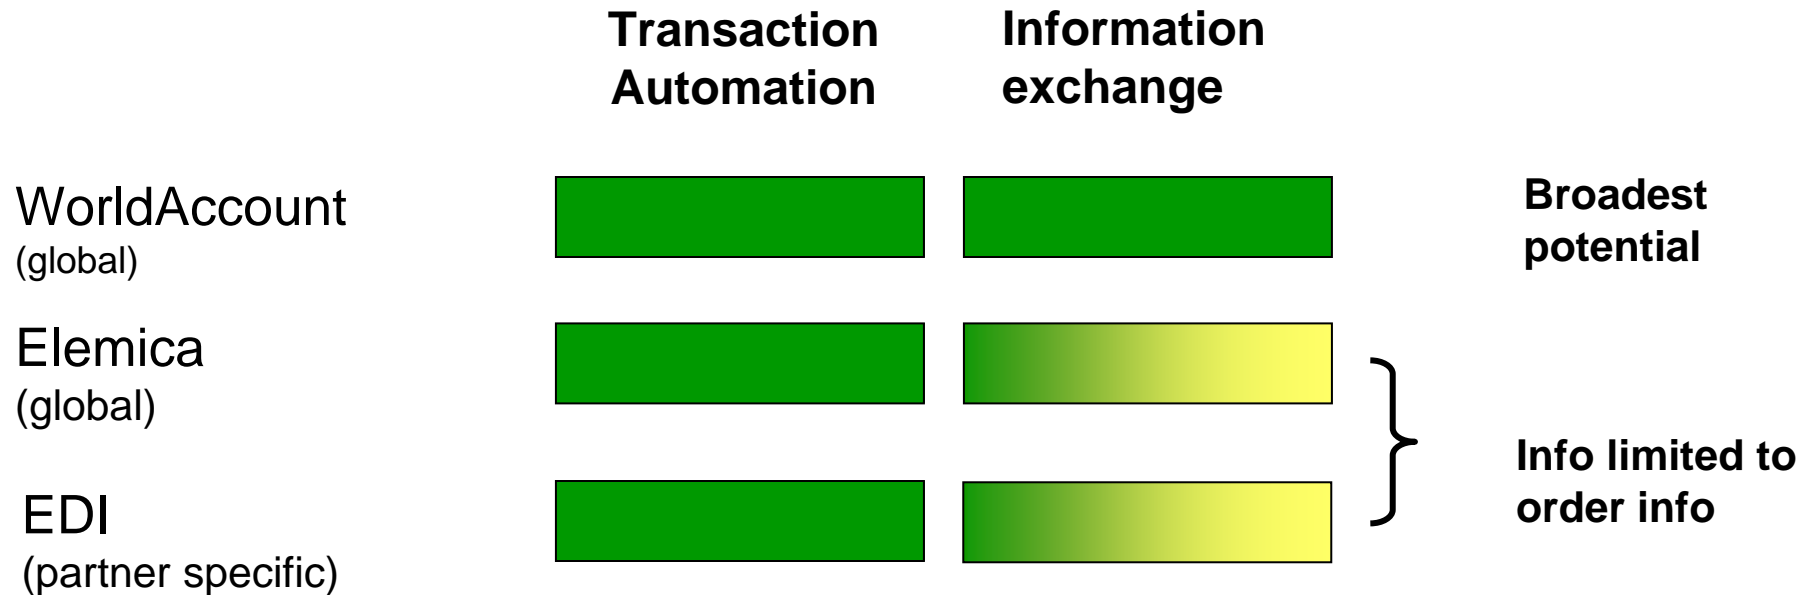 Transaction
Automation
Information
exchange
WorldAccount
(global)
Broadest
potential
Elemica
(global)
Info limited to
order info
EDI
(partner specific)